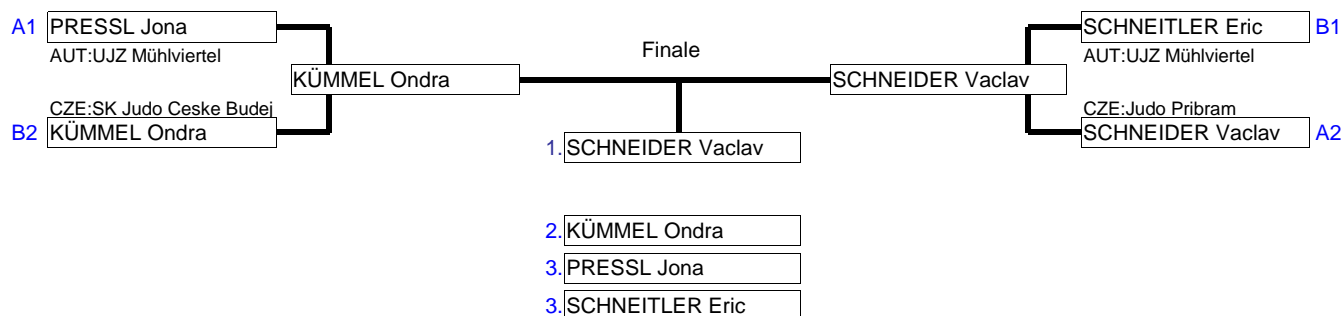 A1 PRESSL Jona
AUT:UJZ Mühlviertel
KÜMMEL Ondra
CZE:SK Judo Ceske Budej
B2 KÜMMEL Ondra
Finale
SCHNEITLER Eric B1
AUT:UJZ Mühlviertel
SCHNEIDER Vaclav
CZE:Judo Pribram
SCHNEIDER Vaclav A2
1. SCHNEIDER Vaclav
2. KÜMMEL Ondra
3. PRESSL Jona
3. SCHNEITLER Eric